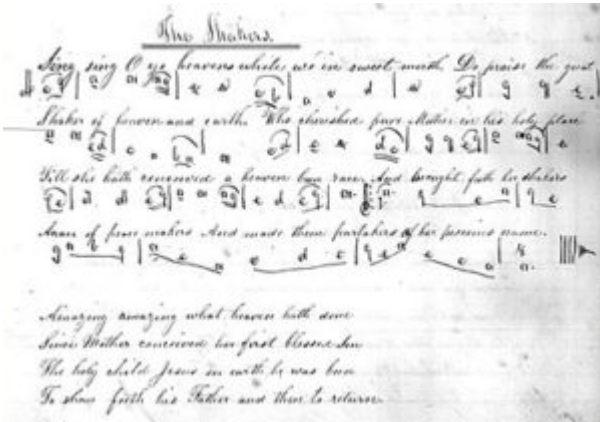 The Shakers.
Sing sing O ye heavens while we in sweet mirth Do praise the great
Shaker of heaven and earth. Who cherished pure Mother in his holy place
Till she hath conceived a heaven born race. And brought forth her shakers
A race of peace makers And made them partakers of her precious name.
Amazing amazing what heaven hath done
Since Mother conceived her first blessed Son
The holy child Jesus on earth he was born
To shew forth his Father and then to return